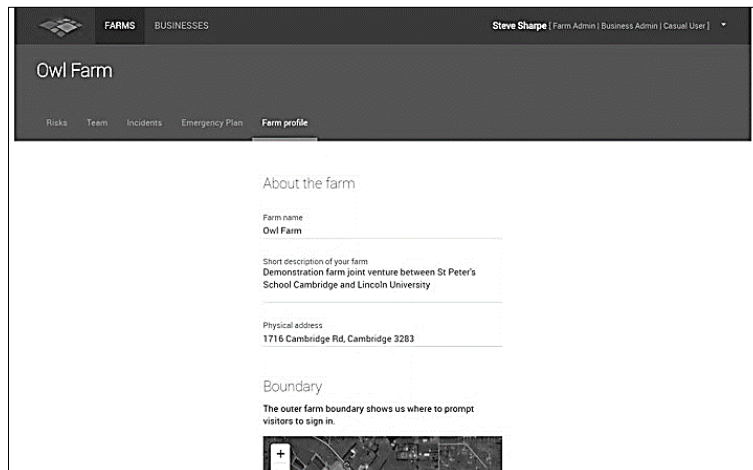 FARMS BUSINESSES Steve Sharpe [ Farm Admin | Business Admin | Casual User ]
Owl Farm
Risks Team Incidents Emergency Plan Farm profile
About the farm
Farm name
Owl Farm
Short description of your farm
Demonstration farm joint venture between St Peter's
School Cambridge and Lincoln University
Physical address
1716 Cambridge Rd, Cambridge 3283
Boundary
The outer farm boundary shows us where to prompt
visitors to sign in.
+